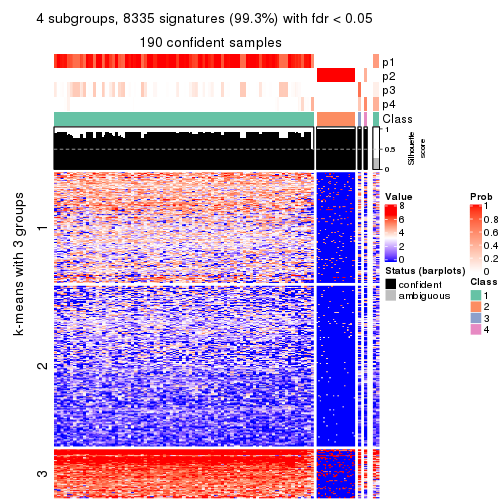 4 subgroups, 8335 signatures (99.3%) with fdr < 0.05
190 confident samples
p1
p2
p3
p4
Class
1
0.5
0
Silhouette
score
k-means with 3 groups
1
2
3
Value
8
6
4
2
0
Status (barplots)
confident
ambiguous
Prob
1
0.8
0.6
0.4
0.2
0
Class
1
2
3
4